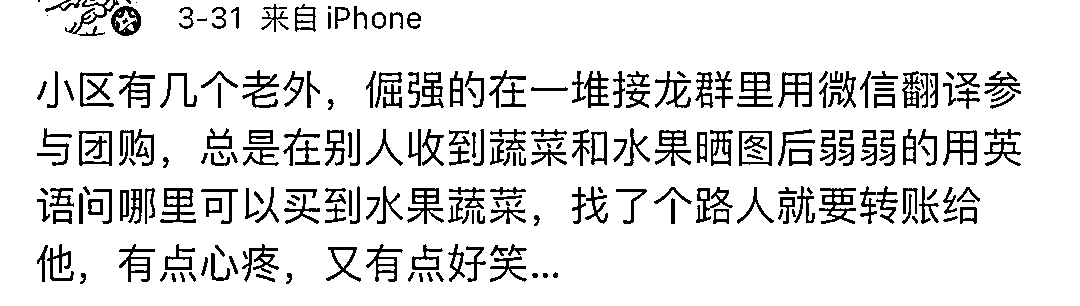 3-31 来自 iPhone
小区有几个老外，倔强的在一堆接龙群里用微信翻译参
与团购，总是在别人收到蔬菜和水果晒图后弱弱的用英
语问哪里可以买到水果蔬菜，找了个路人就要转账给
他，有点心疼，又有点好笑...